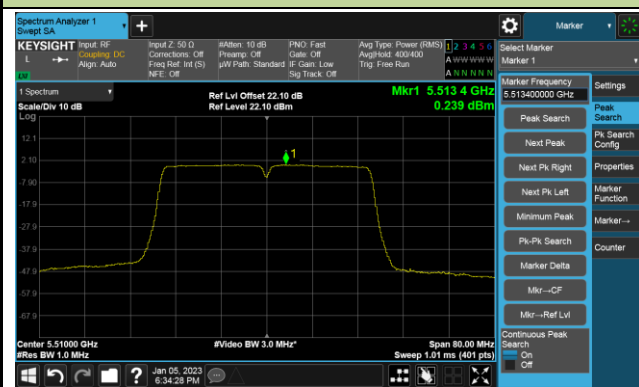 Spectrum Analyzer 1
Swept SA
+
Marker
KEYSIGHT
L
LVI
Input: RF
Coupling: DC
Align: Auto
Input Z: 50 Ω
Corrections: Off
Freq Ref: Int (S)
NFE: Off
#Atten: 10 dB
Preamp: Off
µW Path: Standard
PNO: Fast
Gate: Off
IF Gain: Low
Sig Track: Off
Avg Type: Power (RMS)
Avg|Hold: 400/400
Trig: Free Run
1 2 3 4 5 6
A W W W W W
A N N N N N
Select Marker
Marker 1
1 Spectrum
Scale/Div 10 dB
Log
Ref Lvl Offset 22.10 dB
Ref Level 22.10 dBm
Mkr1 5.513 4 GHz
0.239 dBm
12.1
2.10
-7.90
-17.9
-27.9
-37.9
-47.9
-57.9
-67.9
1
Center 5.51000 GHz
#Res BW 1.0 MHz
#Video BW 3.0 MHz*
Span 80.00 MHz
Sweep 1.01 ms (401 pts)
Marker Frequency
5.513400000 GHz
Peak Search
Next Peak
Next Pk Right
Next Pk Left
Minimum Peak
Pk-Pk Search
Marker Delta
Mkr→CF
Mkr→Ref Lvl
Continuous Peak
Search
On
Off
Settings
Peak
Search
Pk Search
Config
Properties
Marker
Function
Marker→
Counter
?
Jan 05, 2023
6:34:28 PM